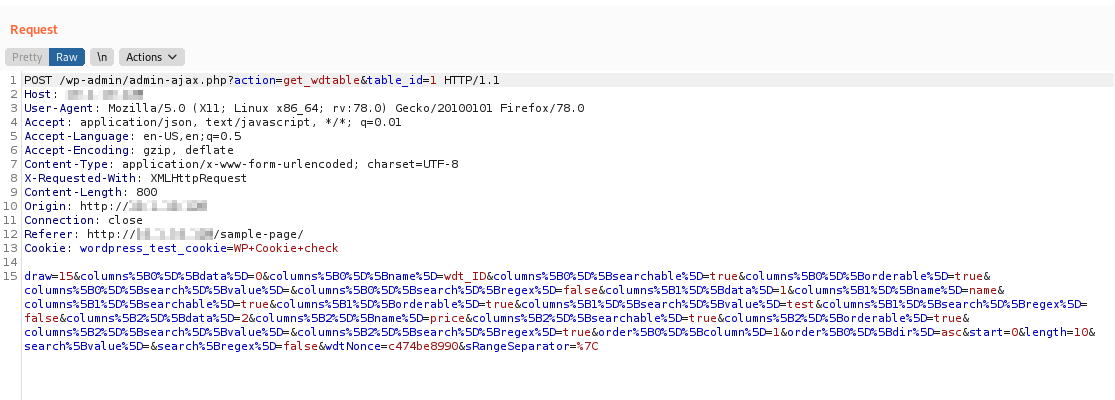 Request
Pretty Raw \n Actions
1 POST /wp-admin/admin-ajax.php?action=get_wdtable&table_id=1 HTTP/1.1
2 Host:
3 User-Agent: Mozilla/5.0 (X11; Linux x86_64; rv:78.0) Gecko/20100101 Firefox/78.0
4 Accept: application/json, text/javascript, */*; q=0.01
5 Accept-Language: en-US,en;q=0.5
6 Accept-Encoding: gzip, deflate
7 Content-Type: application/x-www-form-urlencoded; charset=UTF-8
8 X-Requested-With: XMLHttpRequest
9 Content-Length: 800
10 Origin: http://
11 Connection: close
12 Referer: http:// /sample-page/
13 Cookie: wordpress_test_cookie=WP+Cookie+check
14
15 draw=15&columns%5B0%5D%5Bdata%5D=0&columns%5B0%5D%5Bname%5D=wdt_ID&columns%5B0%5D%5Bsearchable%5D=true&columns%5B0%5D%5Borderable%5D=true&
columns%5B0%5D%5Bsearch%5D%5Bvalue%5D=&columns%5B0%5D%5Bsearch%5D%5Bregex%5D=false&columns%5B1%5D%5Bdata%5D=1&columns%5B1%5D%5Bname%5D=name&
columns%5B1%5D%5Bsearchable%5D=true&columns%5B1%5D%5Borderable%5D=true&columns%5B1%5D%5Bsearch%5D%5Bvalue%5D=test&columns%5B1%5D%5Bsearch%5D%5Bregex%5D=
false&columns%5B2%5D%5Bdata%5D=2&columns%5B2%5D%5Bname%5D=price&columns%5B2%5D%5Bsearchable%5D=true&columns%5B2%5D%5Borderable%5D=true&
columns%5B2%5D%5Bsearch%5D%5Bvalue%5D=&columns%5B2%5D%5Bsearch%5D%5Bregex%5D=true&order%5B0%5D%5Bcolumn%5D=1&order%5B0%5D%5Bdir%5D=asc&start=0&length=10&
search%5Bvalue%5D=&search%5Bregex%5D=false&wdtNonce=c474be8990&sRangeSeparator=%7C